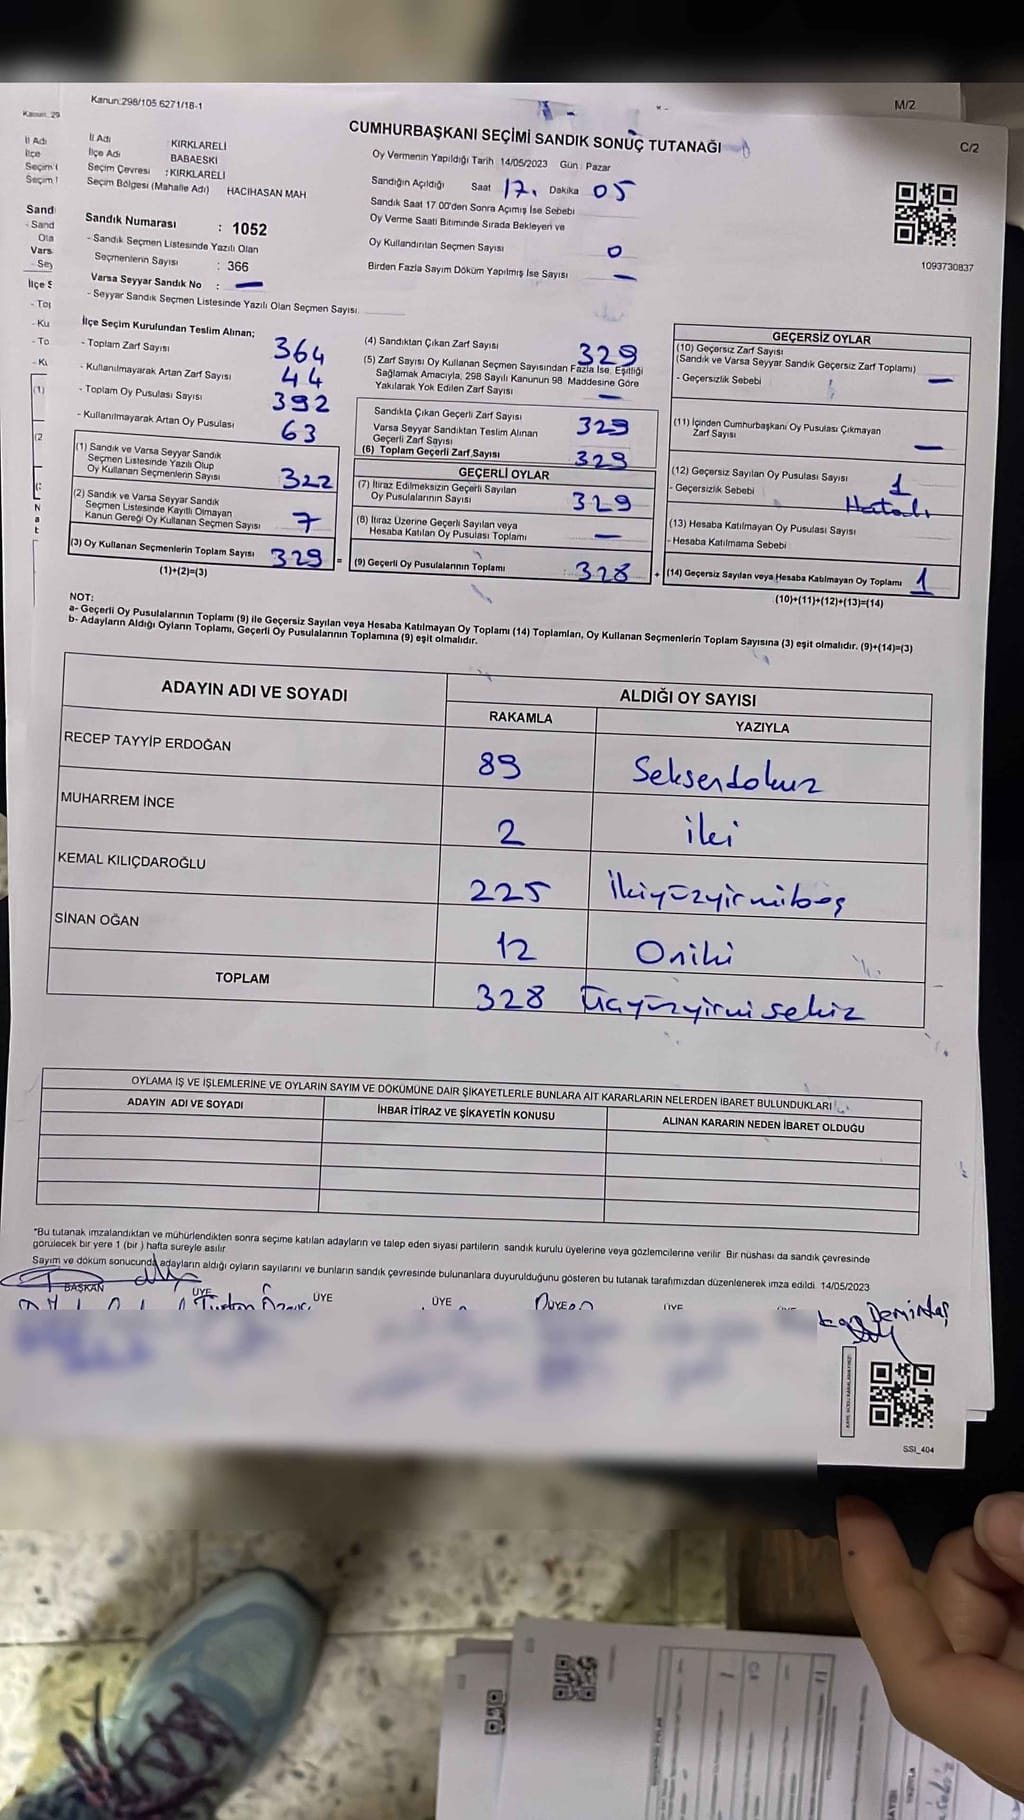 Kanun:298/105 6271/18-1
M/2
Kanun:29
CUMHURBAŞKANI SEÇİMİ SANDIK SONUÇ TUTANAĞI
C/2
İl Adı
İl Adı : KIRKLARELİ
İlçe
İlçe Adı BABAESKİ
Seçim
Seçim Çevresi : KIRKLARELİ
Seçim
Seçim Bölgesi (Mahalle Adı) HACIHASAN MAH
Oy Vermenin Yapıldığı Tarih 14/05/2023 Gün Pazar
Sandığın Açıldığı Saat 17. Dakika 05
Sandık Saat 17 00'den Sonra Açımış İse Sebebi
Oy Verme Saati Bitiminde Sırada Bekleyen ve
Oy Kullandırılan Seçmen Sayısı 0
Birden Fazla Sayım Döküm Yapılmış İse Sayısı —
1093730837
Sand
Sandık Numarası : 1052
- Sandık Seçmen Listesinde Yazılı Olan
Seçmenlerin Sayısı : 366
Varsa Seyyar Sandık No : —
- Seyyar Sandık Seçmen Listesinde Yazılı Olan Seçmen Sayısı.
İlçe Seçim Kurulundan Teslim Alınan;
- Toplam Zarf Sayısı 364
- Kullanılmayarak Artan Zarf Sayısı 44
- Toplam Oy Pusulası Sayısı 392
- Kullanılmayarak Artan Oy Pusulası 63
(1) Sandık ve Varsa Seyyar Sandık
Seçmen Listesinde Yazılı Olup
Oy Kullanan Seçmenlerin Sayısı 322
(2) Sandık ve Varsa Seyyar Sandık
Seçmen Listesinde Kayıtlı Olmayan
Kanun Gereği Oy Kullanan Seçmen Sayısı 7
(3) Oy Kullanan Seçmenlerin Toplam Sayısı 329 =
(1)+(2)=(3)
(4) Sandıktan Çıkan Zarf Sayısı 329
(5) Zarf Sayısı Oy Kullanan Seçmen Sayısından Fazla İse, Eşitliği
Sağlamak Amacıyla, 298 Sayılı Kanunun 98 Maddesine Göre
Yakılarak Yok Edilen Zarf Sayısı —
Sandıkta Çıkan Geçerli Zarf Sayısı 329
Varsa Seyyar Sandıktan Teslim Alınan
Geçerli Zarf Sayısı
(6) Toplam Geçerli Zarf Sayısı 329
GEÇERLİ OYLAR
(7) İtiraz Edilmeksizin Geçerli Sayılan
Oy Pusulalarının Sayısı 329
(8) İtiraz Üzerine Geçerli Sayılan veya
Hesaba Katılan Oy Pusulası Toplamı —
(9) Geçerli Oy Pusulalarının Toplamı : 328 +
GEÇERSİZ OYLAR
(10) Geçersiz Zarf Sayısı
(Sandık ve Varsa Seyyar Sandık Geçersiz Zarf Toplamı)
- Geçersizlik Sebebi —
(11) İçinden Cumhurbaşkanı Oy Pusulası Çıkmayan
Zarf Sayısı —
(12) Geçersiz Sayılan Oy Pusulası Sayısı 1
- Geçersizlik Sebebi Hatalı
(13) Hesaba Katılmayan Oy Pusulası Sayısı
- Hesaba Katılmama Sebebi
(14) Geçersiz Sayılan veya Hesaba Katılmayan Oy Toplamı 1
(10)+(11)+(12)+(13)=(14)
NOT:
a- Geçerli Oy Pusulalarının Toplamı (9) ile Geçersiz Sayılan veya Hesaba Katılmayan Oy Toplamı (14) Toplamları, Oy Kullanan Seçmenlerin Toplam Sayısına (3) eşit olmalıdır. (9)+(14)=(3)
b- Adayların Aldığı Oyların Toplamı, Geçerli Oy Pusulalarının Toplamına (9) eşit olmalıdır.
ADAYIN ADI VE SOYADI ALDIĞI OY SAYISI
RAKAMLA YAZIYLA
RECEP TAYYİP ERDOĞAN 89 Seksendokuz
MUHARREM İNCE 2 iki
KEMAL KILIÇDAROĞLU 225 İkiyüzyirmibeş
SİNAN OĞAN 12 Oniki
TOPLAM 328 Üçyüzyirmisekiz
OYLAMA İŞ VE İŞLEMLERİNE VE OYLARIN SAYIM VE DÖKÜMÜNE DAİR ŞİKAYETLERLE BUNLARA AİT KARARLARIN NELERDEN İBARET BULUNDUKLARI
ADAYIN ADI VE SOYADI İHBAR İTİRAZ VE ŞİKAYETİN KONUSU ALINAN KARARIN NEDEN İBARET OLDUĞU
*Bu tutanak imzalandıktan ve mühürlendikten sonra seçime katılan adayların ve talep eden siyasi partilerin sandık kurulu üyelerine veya gözlemcilerine verilir Bir nüshası da sandık çevresinde
görülecek bir yere 1 (bir ) hafta süreyle asılır
Sayım ve döküm sonucunda adayların aldığı oyların sayılarını ve bunların sandık çevresinde bulunanlara duyurulduğunu gösteren bu tutanak tarafımızdan düzenlenerek imza edildi. 14/05/2023
BAŞKAN ÜYE ÜYE ÜYE ÜYE ÜYE
Demirtaş
SSI_404